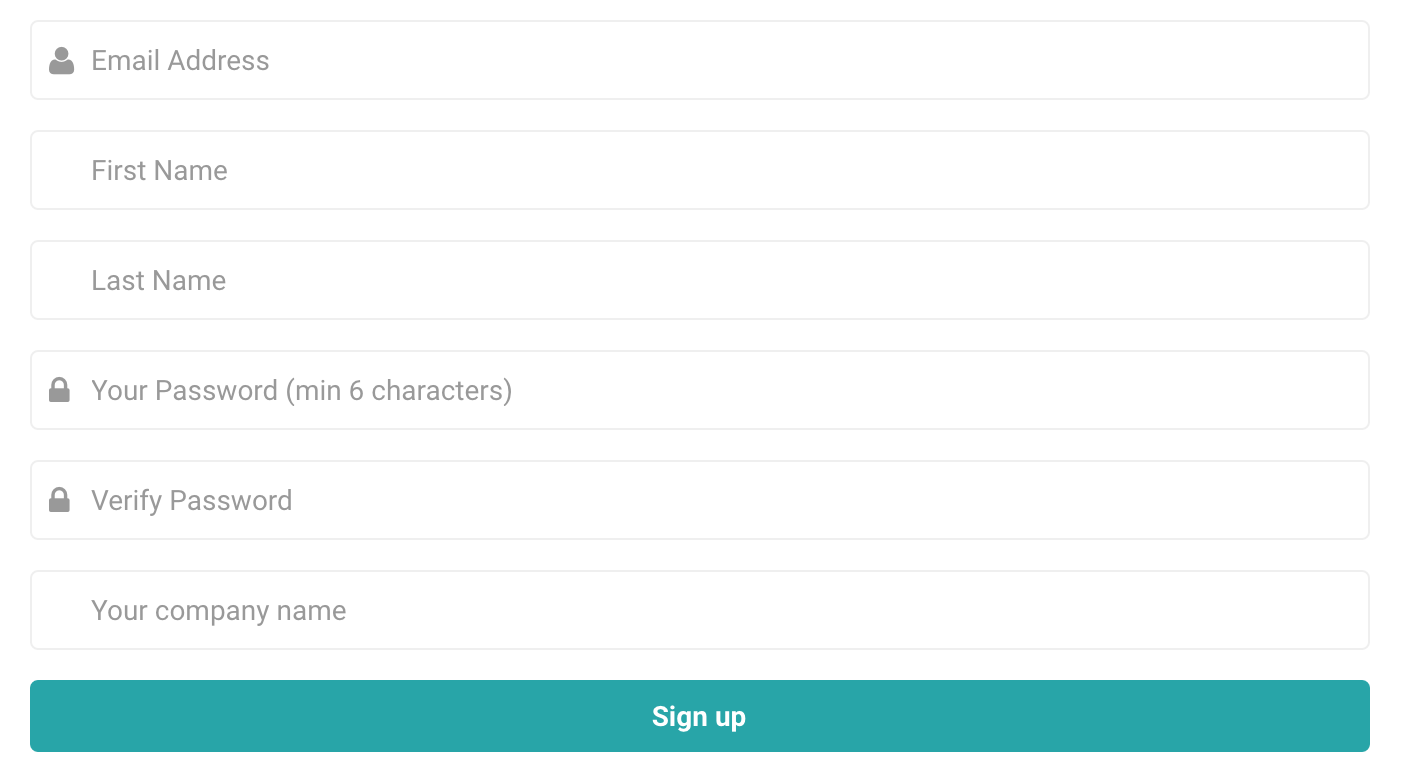 Email Address
First Name
Last Name
Your Password (min 6 characters)
Verify Password
Your company name
Sign up